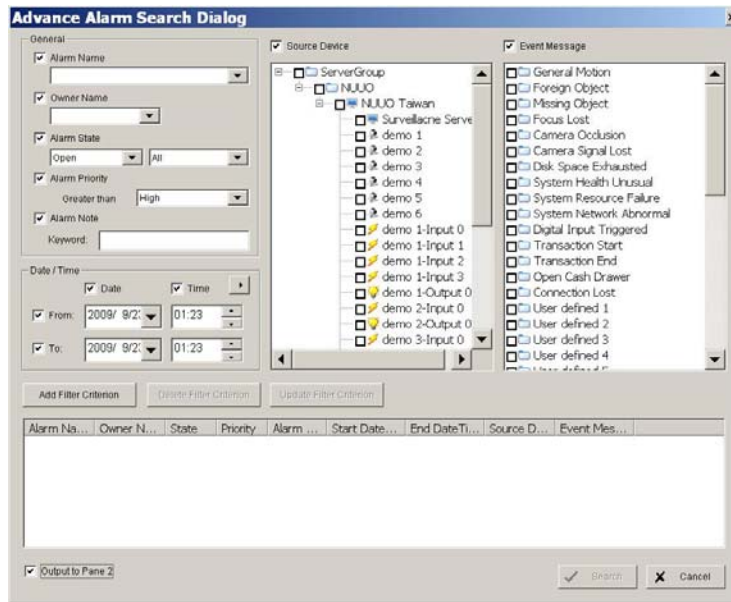 Advance Alarm Search Dialog
General
Alarm Name
Owner Name
Alarm State
Open
All
Alarm Priority
Greater than
High
Alarm Note
Keyword:
Date / Time
Date
Time
From:
2009/ 9/2
01:23
To:
2009/ 9/2
01:23
Source Device
ServerGroup
NUUO
NUUO Taiwan
Surveillacne Serve
demo 1
demo 2
demo 3
demo 4
demo 5
demo 6
demo 1-Input 0
demo 1-Input 1
demo 1-Input 2
demo 1-Input 3
demo 1-Output 0
demo 2-Input 0
demo 2-Output 0
demo 3-Input 0
Event Message
General Motion
Foreign Object
Missing Object
Focus Lost
Camera Occlusion
Camera Signal Lost
Disk Space Exhausted
System Health Unusual
System Resource Failure
System Network Abnormal
Digital Input Triggered
Transaction Start
Transaction End
Open Cash Drawer
Connection Lost
User defined 1
User defined 2
User defined 3
User defined 4
Add Filter Criterion
Delete Filter Criterion
Update Filter Criterion
Alarm Na... Owner N... State Priority Alarm ... Start Date... End DateTi... Source D... Event Mes...
Output to Pane 2
Search
Cancel